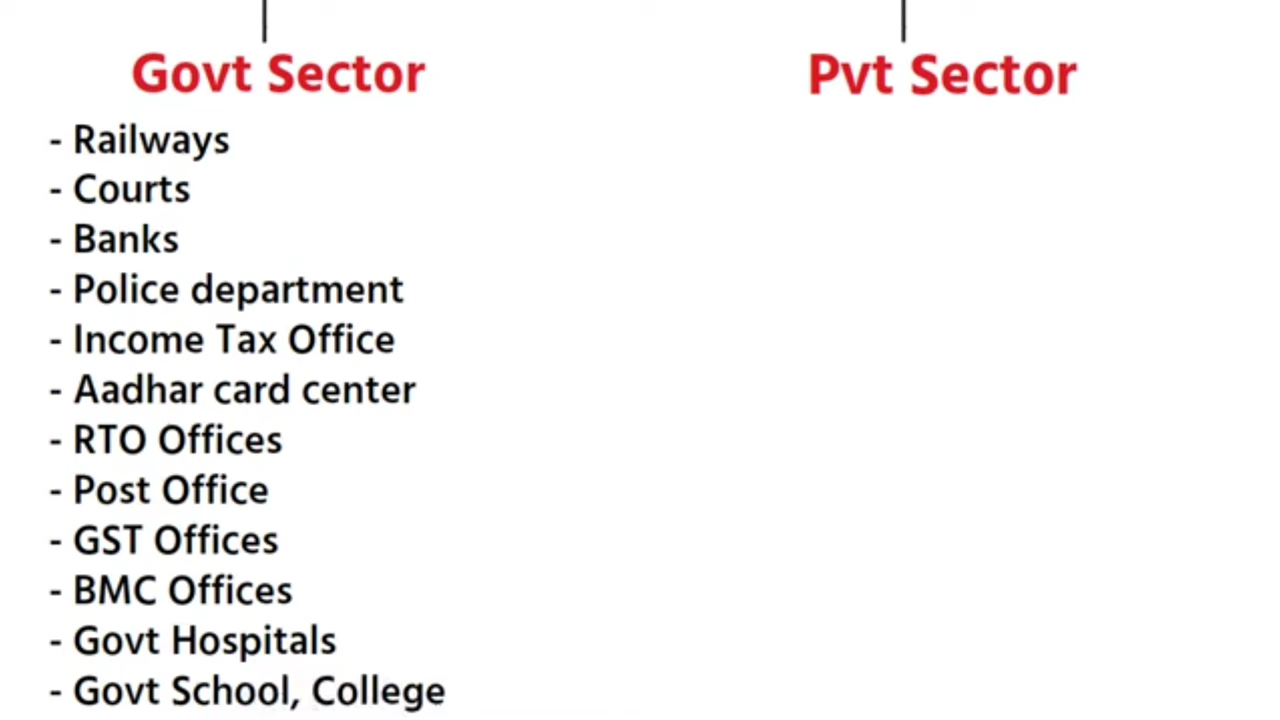 Govt Sector
Pvt Sector
- Railways
- Courts
- Banks
- Police department
- Income Tax Office
- Aadhar card center
- RTO Offices
- Post Office
- GST Offices
- BMC Offices
- Govt Hospitals
- Govt School, College